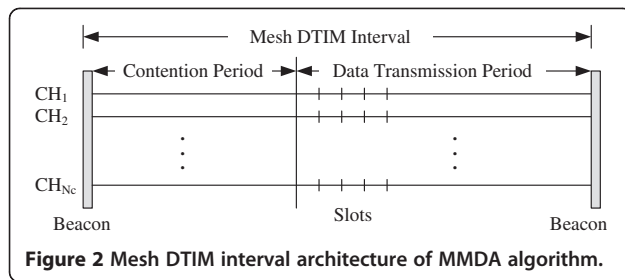 Mesh DTIM Interval
Contention Period
Data Transmission Period
CH1
CH2
CHNc
Slots
Beacon
Beacon
Figure 2 Mesh DTIM interval architecture of MMDA algorithm.